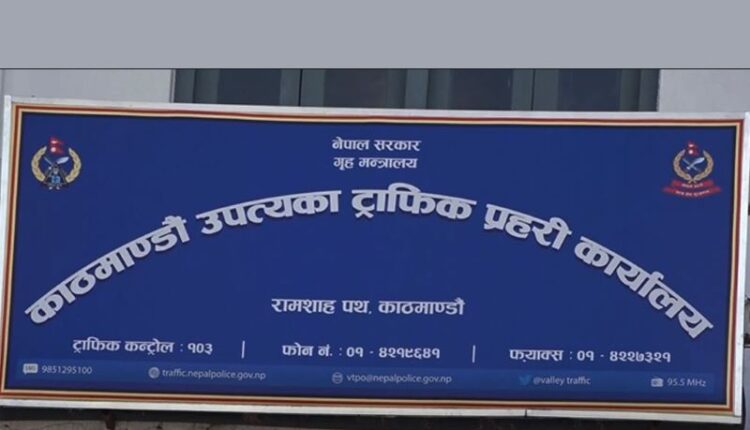 नेपाल सरकार
गृह मन्त्रालय
काठमाण्डौं उपत्यका ट्राफिक प्रहरी कार्यालय
रामशाह पथ, काठमाण्डौ
ट्राफिक कन्ट्रोल : १०३ | फोन नं. : ०१ - ४२१९६४१ | फ्याक्स : ०१ - ४२२७३२१
9851295100 traffic.nepalpolice.gov.np vtpo@nepalpolice.gov.np @valley traffic 95.5 MHz